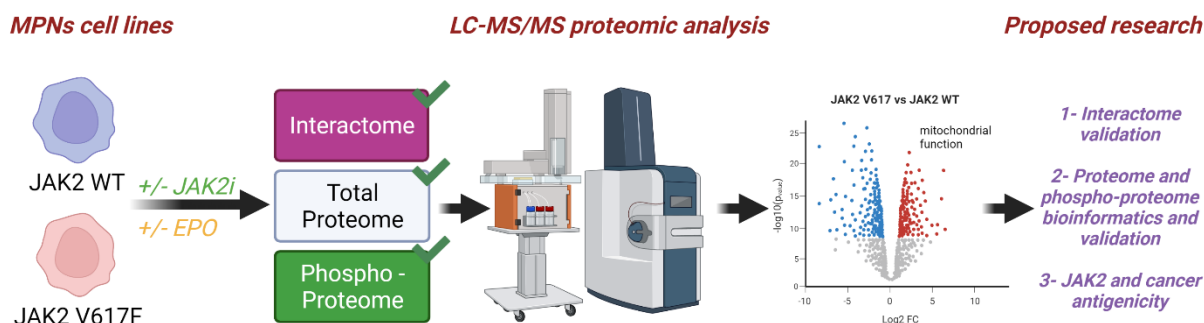 MPNs cell lines
LC-MS/MS proteomic analysis
Proposed research
JAK2 WT
+/- JAK2i
+/- EPO
JAK2 V617F
Interactome
Total
Proteome
Phospho -
Proteome
JAK2 V617 vs JAK2 WT
mitochondrial
function
-log10(pvalue)
25
20
15
10
5
0
-10
-5
0
5
10
Log2 FC
1- Interactome
validation
2- Proteome and
phospho-proteome
bioinformatics and
validation
3- JAK2 and cancer
antigenicity